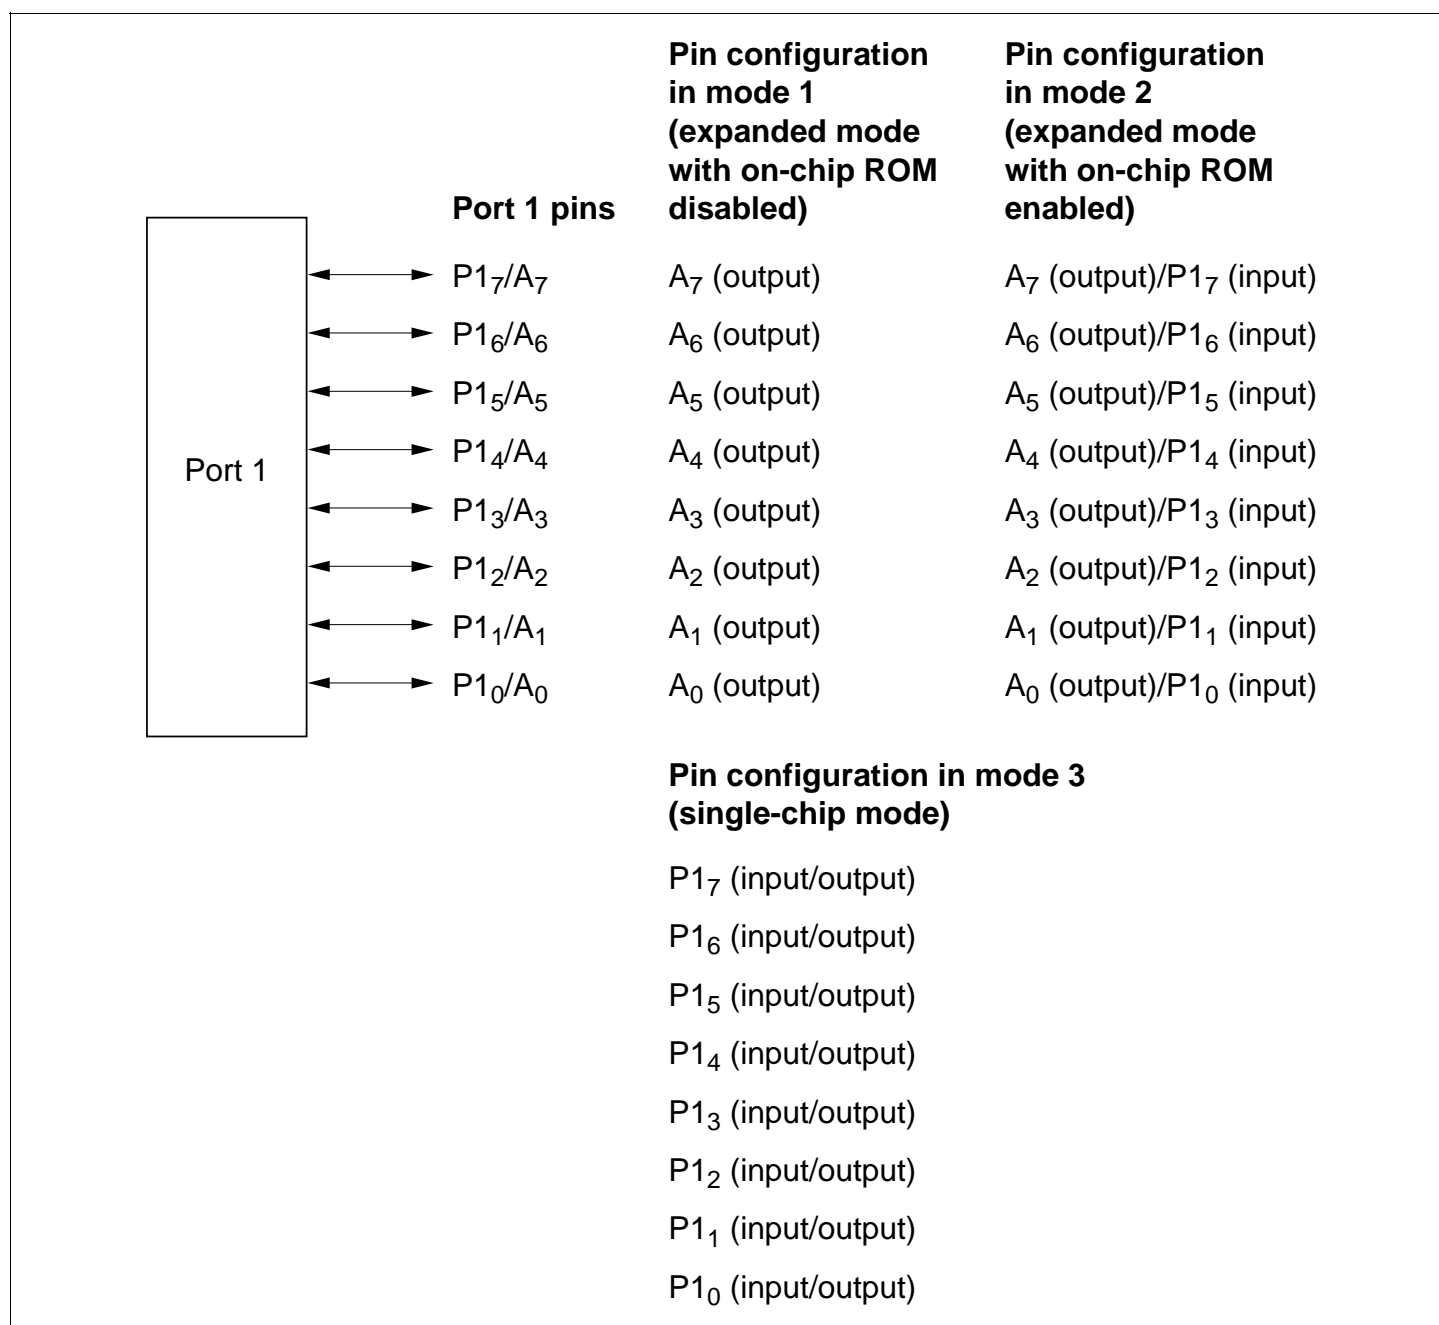 Pin configuration in mode 1 (expanded mode with on-chip ROM disabled)
Pin configuration in mode 2 (expanded mode with on-chip ROM enabled)
Port 1 pins
Port 1
P1₇/A₇ A₇ (output) A₇ (output)/P1₇ (input)
P1₆/A₆ A₆ (output) A₆ (output)/P1₆ (input)
P1₅/A₅ A₅ (output) A₅ (output)/P1₅ (input)
P1₄/A₄ A₄ (output) A₄ (output)/P1₄ (input)
P1₃/A₃ A₃ (output) A₃ (output)/P1₃ (input)
P1₂/A₂ A₂ (output) A₂ (output)/P1₂ (input)
P1₁/A₁ A₁ (output) A₁ (output)/P1₁ (input)
P1₀/A₀ A₀ (output) A₀ (output)/P1₀ (input)
Pin configuration in mode 3
(single-chip mode)
P1₇ (input/output)
P1₆ (input/output)
P1₅ (input/output)
P1₄ (input/output)
P1₃ (input/output)
P1₂ (input/output)
P1₁ (input/output)
P1₀ (input/output)